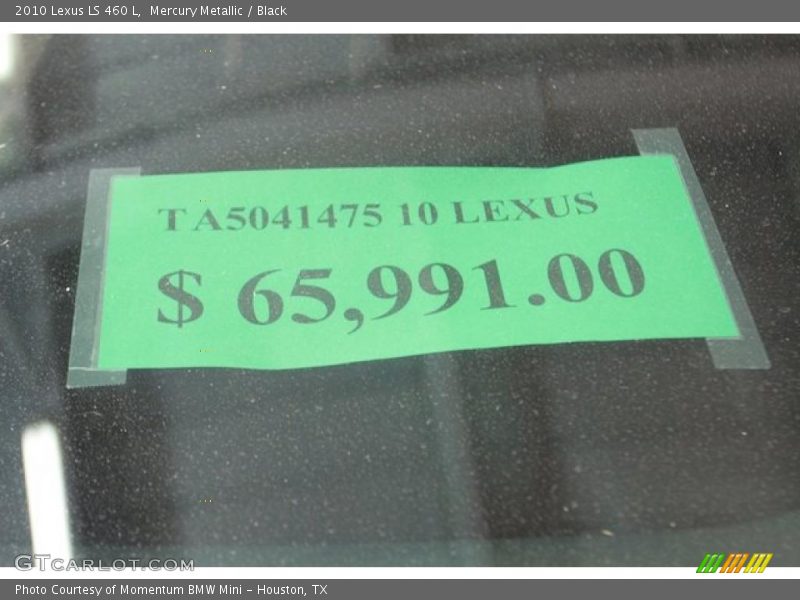 2010 Lexus LS 460 L,  Mercury Metallic / Black
TA5041475 10 LEXUS
$ 65,991.00
GTCARLOT.COM
Photo Courtesy of Momentum BMW Mini - Houston, TX